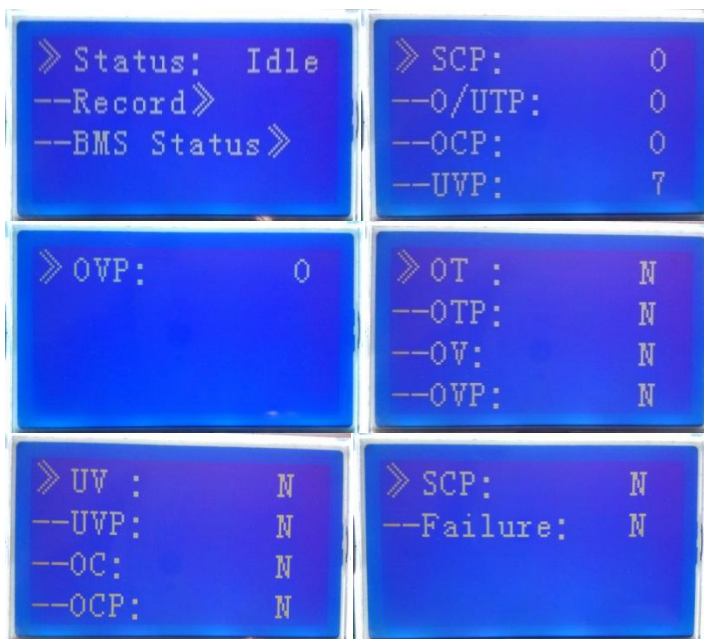 》Status: Idle
--Record》
--BMS Status》
》SCP: 0
--O/UTP: 0
--OCP: 0
--UVP: 7
》OVP: 0
》OT : N
--OTP: N
--OV: N
--OVP: N
》UV : N
--UVP: N
--OC: N
--OCP: N
》SCP: N
--Failure: N